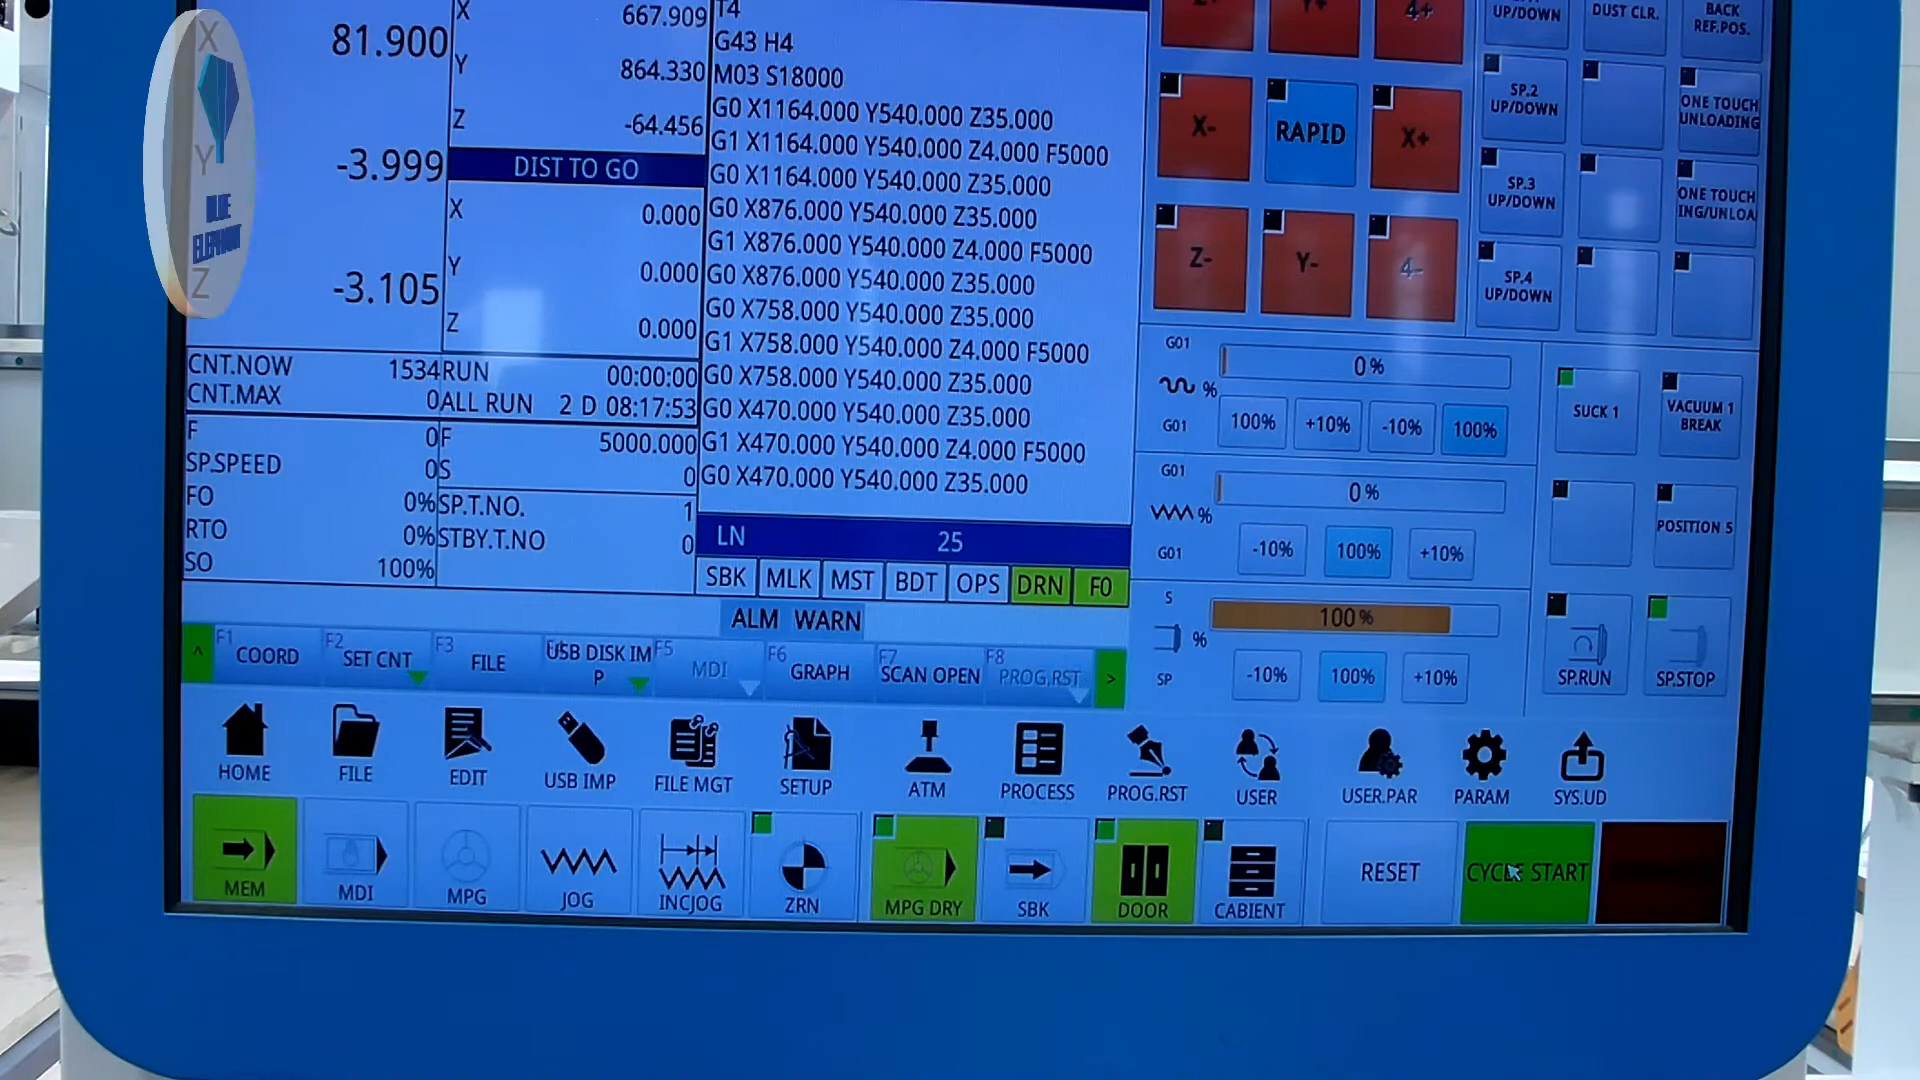 X
81.900
Y
-3.999
Z
-3.105
BLUE
ELEPHANT
X 667.909
Y 864.330
Z -64.456
DIST TO GO
X 0.000
Y 0.000
Z 0.000
CNT.NOW 1534
CNT.MAX 0
RUN 00:00:00
ALL RUN 2 D 08:17:53
F 0
SP.SPEED 0
FO 0%
RTO 0%
SO 100%
F 5000.000
S 0
SP.T.NO. 1
STBY.T.NO 0
T4
G43 H4
M03 S18000
G0 X1164.000 Y540.000 Z35.000
G1 X1164.000 Y540.000 Z4.000 F5000
G0 X1164.000 Y540.000 Z35.000
G0 X876.000 Y540.000 Z35.000
G1 X876.000 Y540.000 Z4.000 F5000
G0 X876.000 Y540.000 Z35.000
G0 X758.000 Y540.000 Z35.000
G1 X758.000 Y540.000 Z4.000 F5000
G0 X758.000 Y540.000 Z35.000
G0 X470.000 Y540.000 Z35.000
G1 X470.000 Y540.000 Z4.000 F5000
G0 X470.000 Y540.000 Z35.000
LN 25
SBK MLK MST BDT OPS DRN F0
ALM WARN
Z+ Y+ 4+
X- RAPID X+
Z- Y- 4-
UP/DOWN
DUST CLR.
BACK
REF.POS.
SP.2
UP/DOWN
ONE TOUCH
UNLOADING
SP.3
UP/DOWN
ONE TOUCH
ING/UNLOA
SP.4
UP/DOWN
G01
0%
%
G01
100% +10% -10% 100%
G01
0%
%
G01
-10% 100% +10%
S
100%
%
SP
-10% 100% +10%
SUCK 1
VACUUM 1
BREAK
POSITION 5
SP.RUN
SP.STOP
^
F1 COORD
F2 SET CNT
F3 FILE
USB DISK IM
P
F5 MDI
F6 GRAPH
F7 SCAN OPEN
F8 PROG.RST
>
HOME FILE EDIT USB IMP FILE MGT SETUP ATM PROCESS PROG.RST USER USER.PAR PARAM SYS.UD
MEM MDI MPG JOG INCJOG ZRN MPG DRY SBK DOOR CABIENT RESET CYCLE START